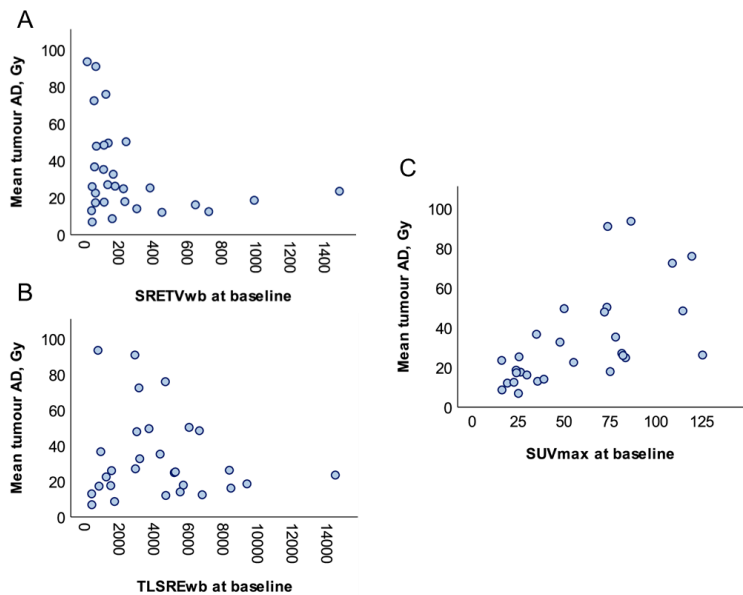 A
Mean tumour AD, Gy
100
80
60
40
20
0
0 200 400 600 800 1000 1200 1400
SRETVwb at baseline
B
Mean tumour AD, Gy
100
80
60
40
20
0
0 2000 4000 6000 8000 10000 12000 14000
TLSREwb at baseline
C
Mean tumour AD, Gy
100
80
60
40
20
0
0 25 50 75 100 125
SUVmax at baseline